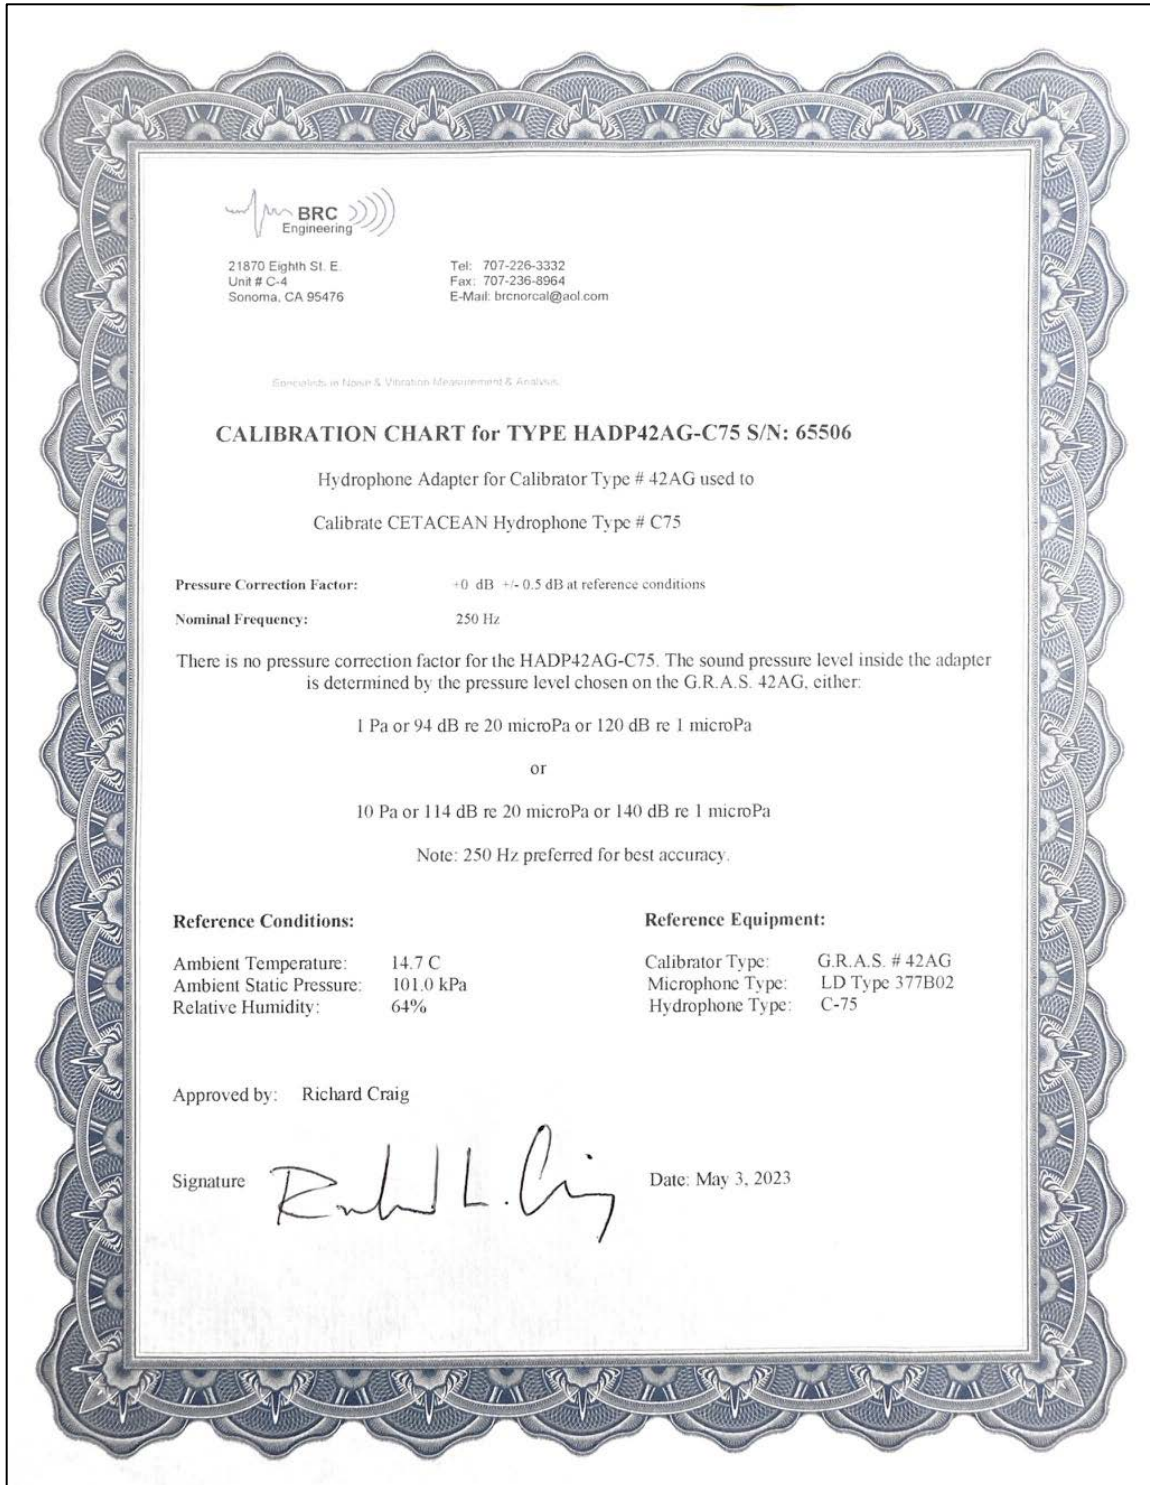 BRC
Engineering
21870 Eighth St. E.
Unit # C-4
Sonoma, CA 95476
Tel: 707-226-3332
Fax: 707-236-8964
E-Mail: brcnorcal@aol.com
Specialists in Noise & Vibration Measurement & Analysis
CALIBRATION CHART for TYPE HADP42AG-C75 S/N: 65506
Hydrophone Adapter for Calibrator Type # 42AG used to
Calibrate CETACEAN Hydrophone Type # C75
Pressure Correction Factor: +0 dB +/- 0.5 dB at reference conditions
Nominal Frequency: 250 Hz
There is no pressure correction factor for the HADP42AG-C75. The sound pressure level inside the adapter
is determined by the pressure level chosen on the G.R.A.S. 42AG, either:
1 Pa or 94 dB re 20 microPa or 120 dB re 1 microPa
or
10 Pa or 114 dB re 20 microPa or 140 dB re 1 microPa
Note: 250 Hz preferred for best accuracy.
Reference Conditions:
Ambient Temperature: 14.7 C
Ambient Static Pressure: 101.0 kPa
Relative Humidity: 64%
Reference Equipment:
Calibrator Type: G.R.A.S. # 42AG
Microphone Type: LD Type 377B02
Hydrophone Type: C-75
Approved by: Richard Craig
Signature
Date: May 3, 2023